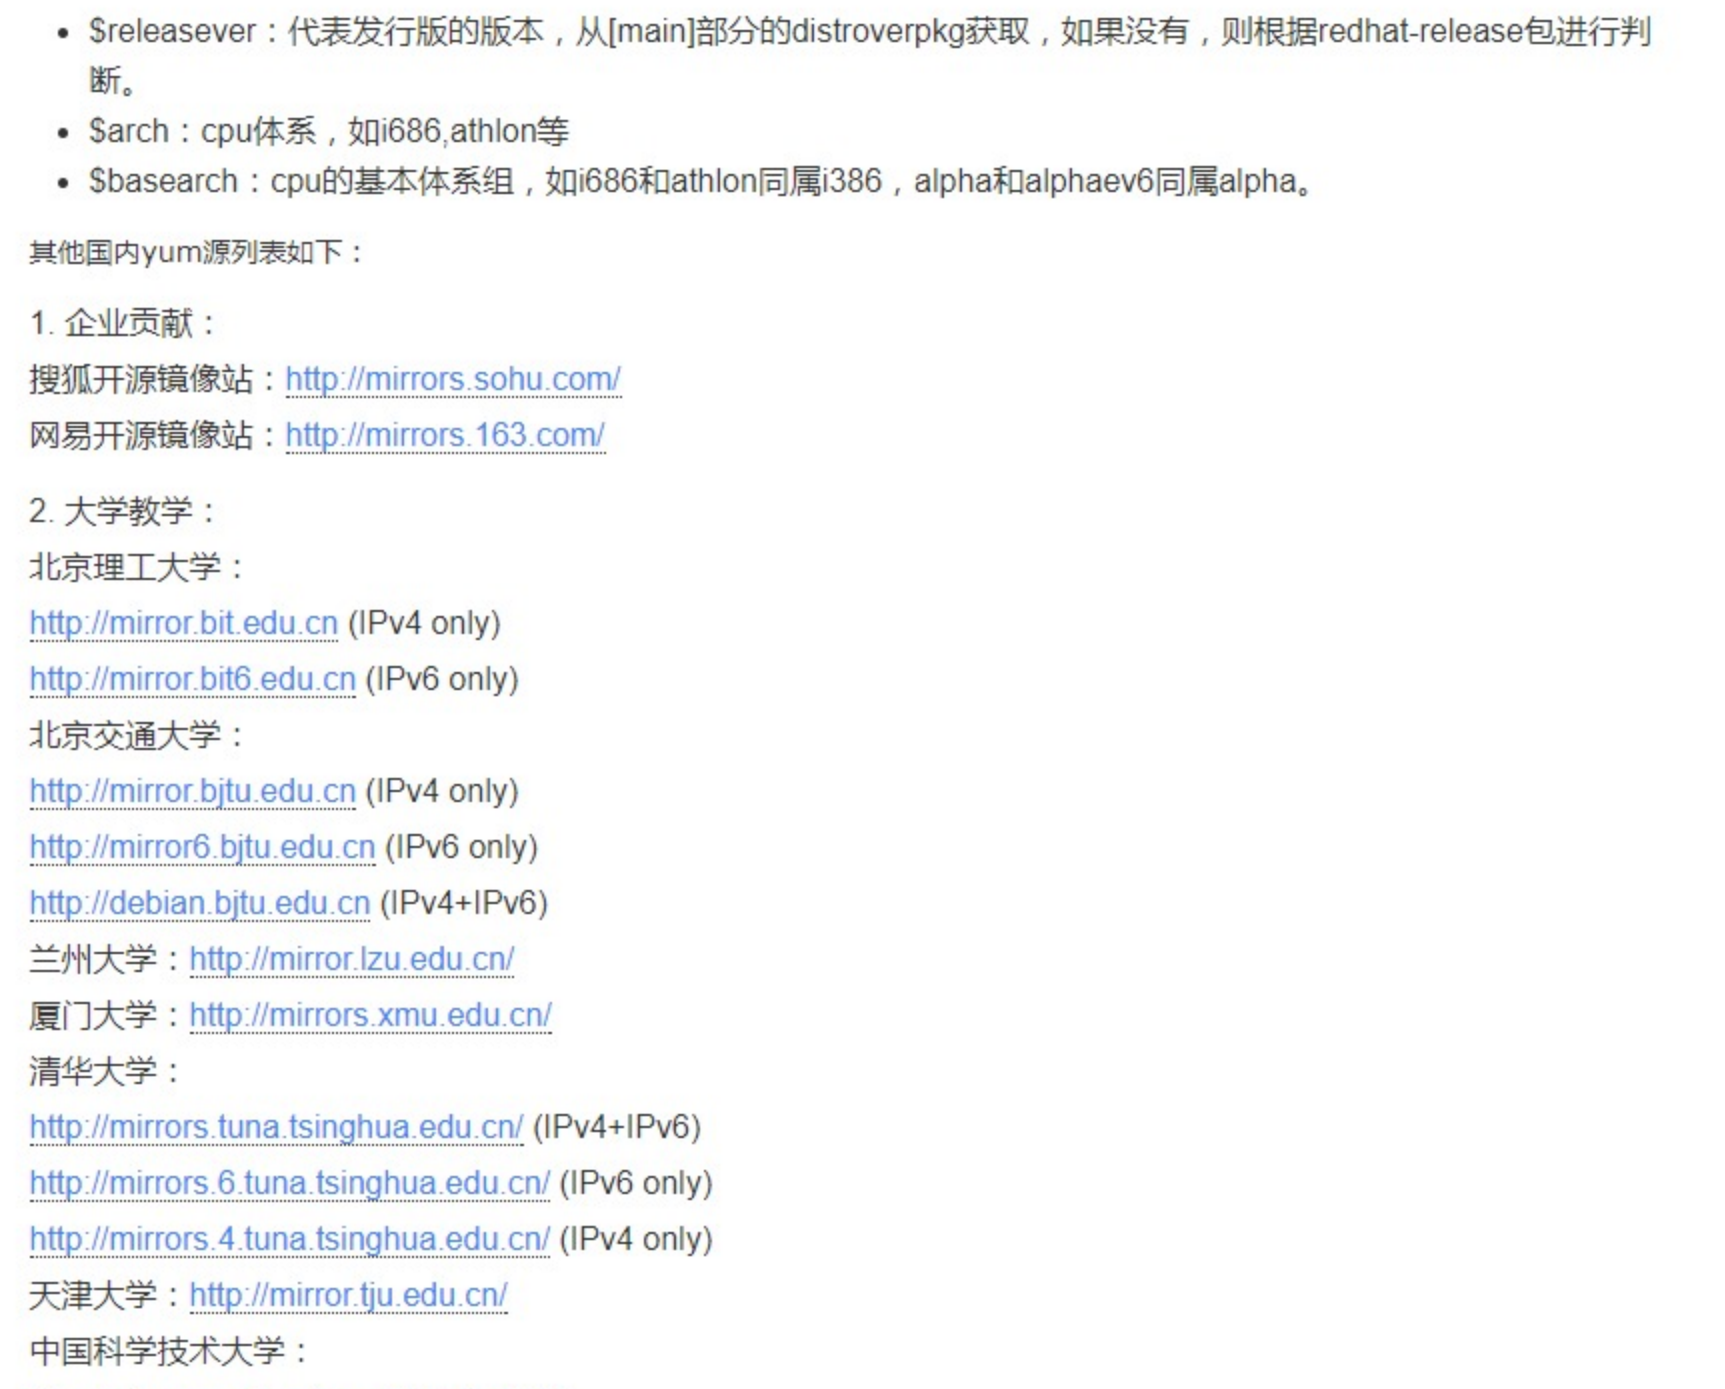 $releasever：代表发行版的版本，从[main]部分的distroverpkg获取，如果没有，则根据redhat-release包进行判
断。
$arch：cpu体系，如i686,athlon等
$basearch：cpu的基本体系组，如i686和athlon同属i386，alpha和alphaev6同属alpha。
其他国内yum源列表如下：
1. 企业贡献：
搜狐开源镜像站：http://mirrors.sohu.com/
网易开源镜像站：http://mirrors.163.com/
2. 大学教学：
北京理工大学：
http://mirror.bit.edu.cn (IPv4 only)
http://mirror.bit6.edu.cn (IPv6 only)
北京交通大学：
http://mirror.bjtu.edu.cn (IPv4 only)
http://mirror6.bjtu.edu.cn (IPv6 only)
http://debian.bjtu.edu.cn (IPv4+IPv6)
兰州大学：http://mirror.lzu.edu.cn/
厦门大学：http://mirrors.xmu.edu.cn/
清华大学：
http://mirrors.tuna.tsinghua.edu.cn/ (IPv4+IPv6)
http://mirrors.6.tuna.tsinghua.edu.cn/ (IPv6 only)
http://mirrors.4.tuna.tsinghua.edu.cn/ (IPv4 only)
天津大学：http://mirror.tju.edu.cn/
中国科学技术大学：